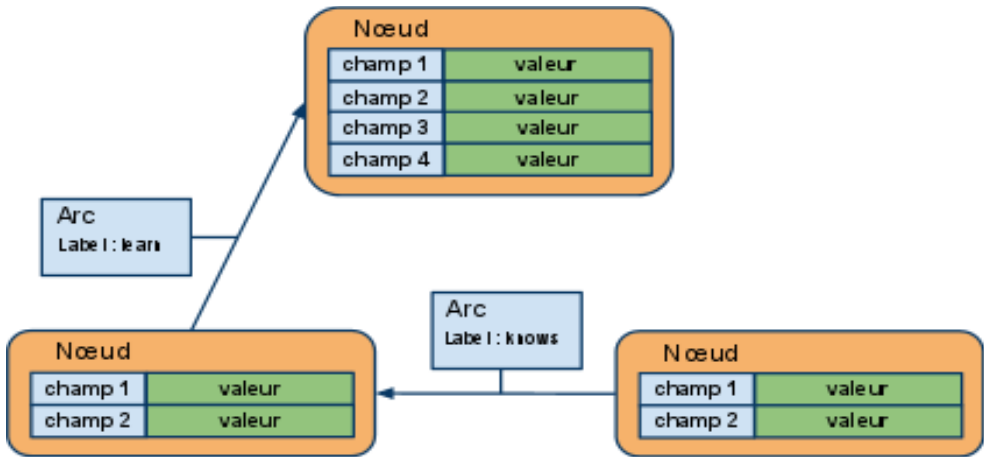 Nœud
champ 1 valeur
champ 2 valeur
champ 3 valeur
champ 4 valeur
Arc
Label : learn
Arc
Label : knows
Nœud
champ 1 valeur
champ 2 valeur
Nœud
champ 1 valeur
champ 2 valeur